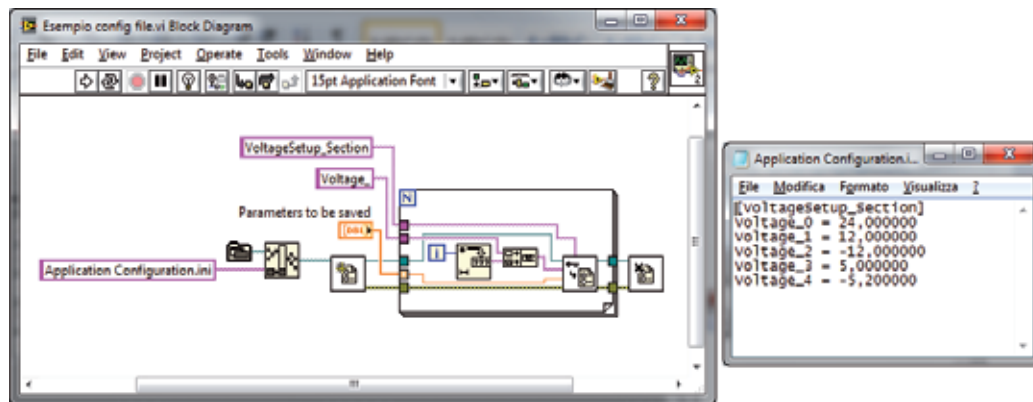 Esempio config file.vi Block Diagram
File Edit View Project Operate Tools Window Help
15pt Application Font
2
VoltageSetup_Section
Voltage_
N
Parameters to be saved
DBL
i
Application Configuration.ini
Application Configuration.i...
File Modifica Formato Visualizza ?
[VoltageSetup_Section]
Voltage_0 = 24,000000
Voltage_1 = 12,000000
Voltage_2 = -12,000000
Voltage_3 = 5,000000
Voltage_4 = -5,200000